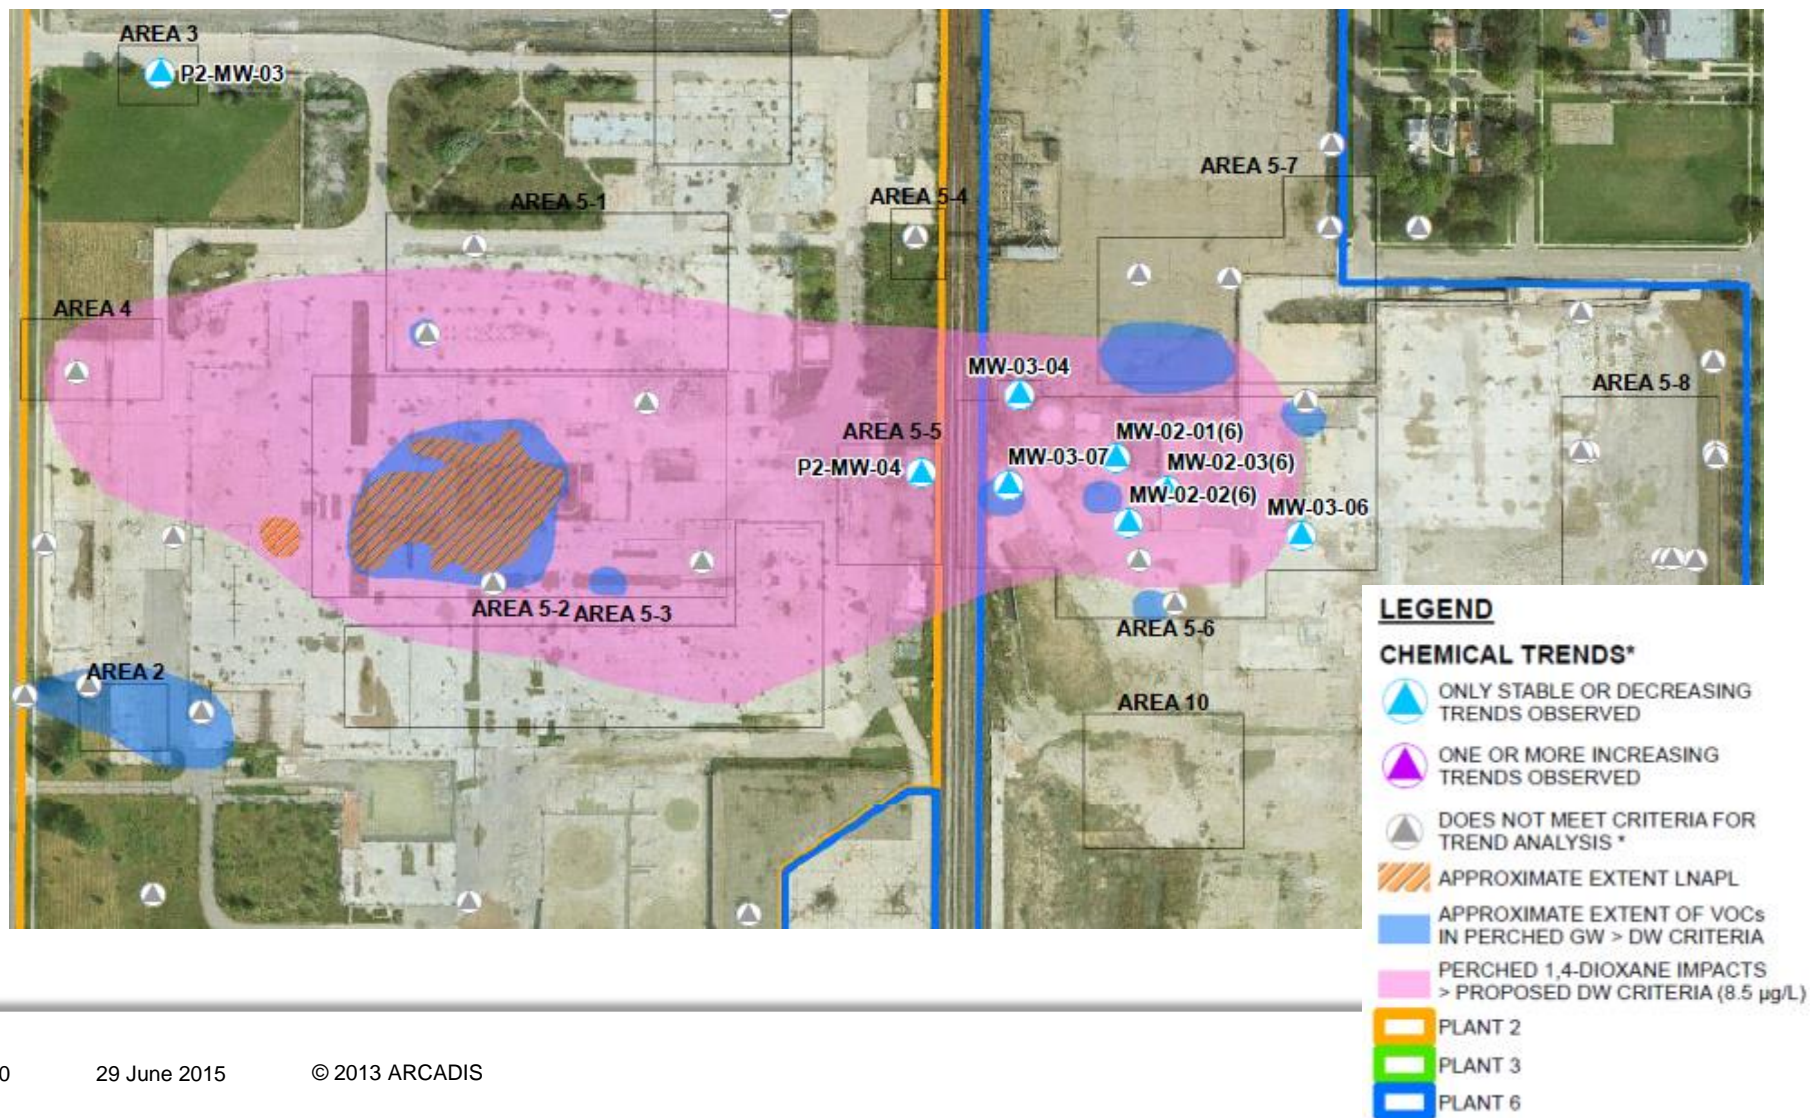 AREA 3
P2-MW-03
AREA 5-7
AREA 5-1
AREA 5-4
AREA 4
MW-03-04
AREA 5-8
AREA 5-5
MW-02-01(6)
P2-MW-04
MW-03-07
MW-02-03(6)
MW-02-02(6)
MW-03-06
AREA 5-2
AREA 5-3
AREA 5-6
AREA 2
AREA 10
LEGEND
CHEMICAL TRENDS*
ONLY STABLE OR DECREASING
TRENDS OBSERVED
ONE OR MORE INCREASING
TRENDS OBSERVED
DOES NOT MEET CRITERIA FOR
TREND ANALYSIS *
APPROXIMATE EXTENT LNAPL
APPROXIMATE EXTENT OF VOCs
IN PERCHED GW > DW CRITERIA
PERCHED 1,4-DIOXANE IMPACTS
> PROPOSED DW CRITERIA (8.5 µg/L)
PLANT 2
PLANT 3
PLANT 6
0 29 June 2015 © 2013 ARCADIS